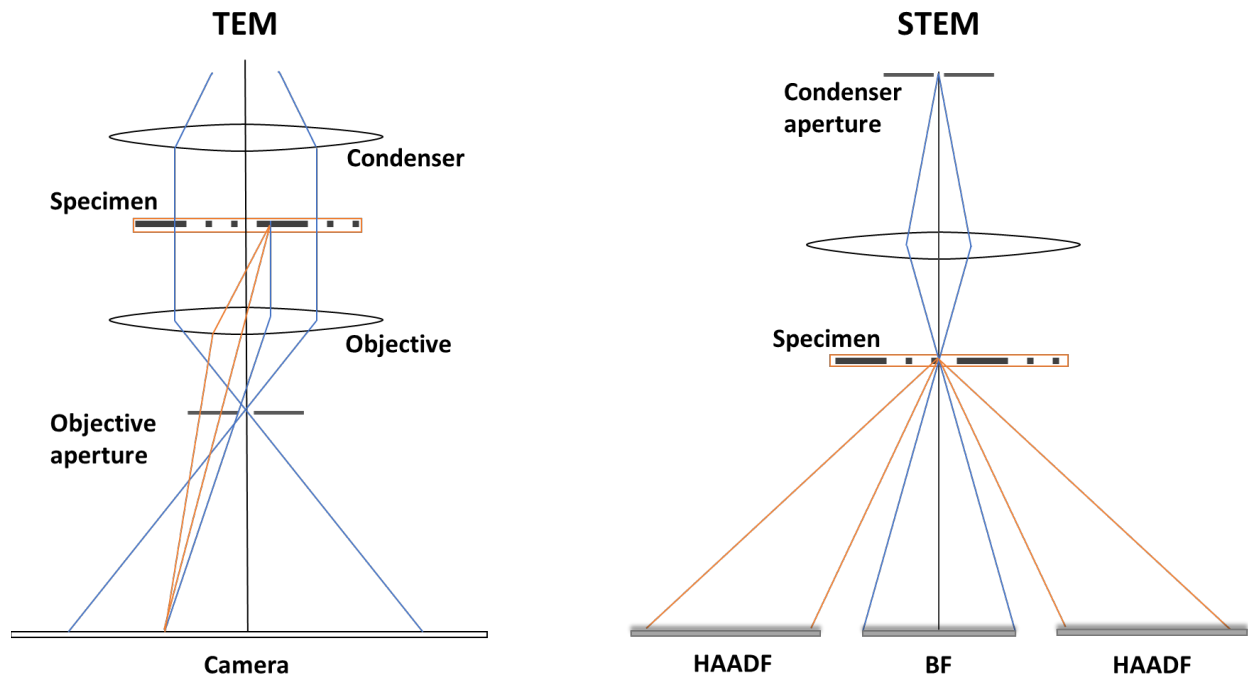 TEM
Condenser
Specimen
Objective
Objective
aperture
Camera
STEM
Condenser
aperture
Specimen
HAADF
BF
HAADF